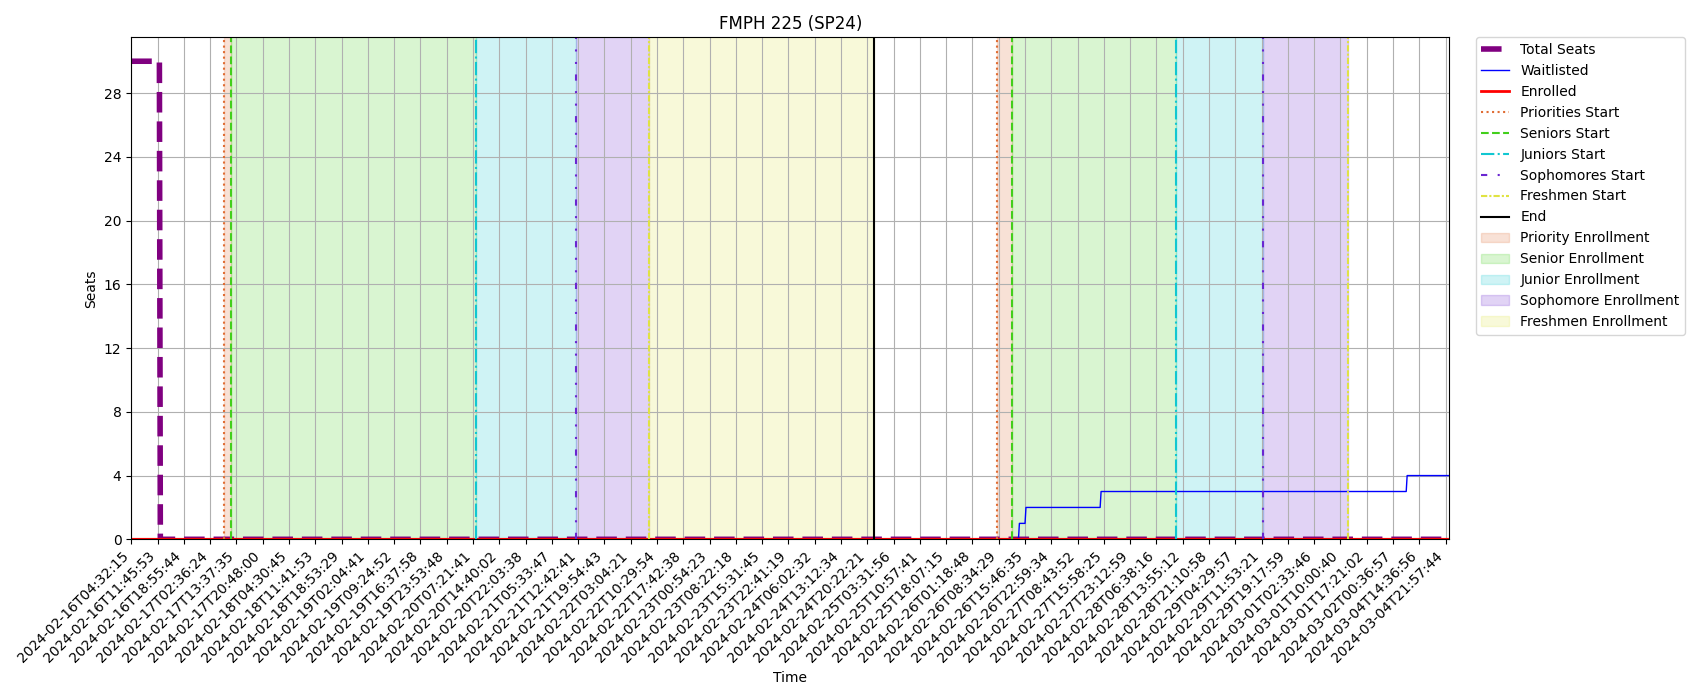 FMPH 225 (SP24)
Seats
28
24
20
16
12
8
4
0
2024-02-16T04:32:15
2024-02-16T11:45:53
2024-02-16T18:55:44
2024-02-17T02:36:24
2024-02-17T13:37:35
2024-02-17T20:48:00
2024-02-18T04:30:45
2024-02-18T11:41:53
2024-02-18T18:53:29
2024-02-19T02:04:41
2024-02-19T09:24:52
2024-02-19T16:37:58
2024-02-19T23:53:48
2024-02-20T07:21:41
2024-02-20T14:40:02
2024-02-20T22:03:38
2024-02-21T05:33:47
2024-02-21T12:42:41
2024-02-21T19:54:43
2024-02-22T03:04:21
2024-02-22T10:29:54
2024-02-22T17:42:38
2024-02-23T00:54:23
2024-02-23T08:22:18
2024-02-23T15:31:45
2024-02-23T22:41:19
2024-02-24T06:02:32
2024-02-24T13:12:34
2024-02-24T20:22:21
2024-02-25T03:31:56
2024-02-25T10:57:41
2024-02-25T18:07:15
2024-02-26T01:18:48
2024-02-26T08:34:29
2024-02-26T15:46:35
2024-02-26T22:59:34
2024-02-27T08:43:52
2024-02-27T15:58:25
2024-02-27T23:12:59
2024-02-28T06:38:16
2024-02-28T13:55:12
2024-02-28T21:10:58
2024-02-29T04:29:57
2024-02-29T11:53:21
2024-02-29T19:17:59
2024-03-01T02:33:46
2024-03-01T10:00:40
2024-03-01T17:21:02
2024-03-02T00:36:57
2024-03-04T14:36:56
2024-03-04T21:57:44
Time
Total Seats
Waitlisted
Enrolled
Priorities Start
Seniors Start
Juniors Start
Sophomores Start
Freshmen Start
End
Priority Enrollment
Senior Enrollment
Junior Enrollment
Sophomore Enrollment
Freshmen Enrollment